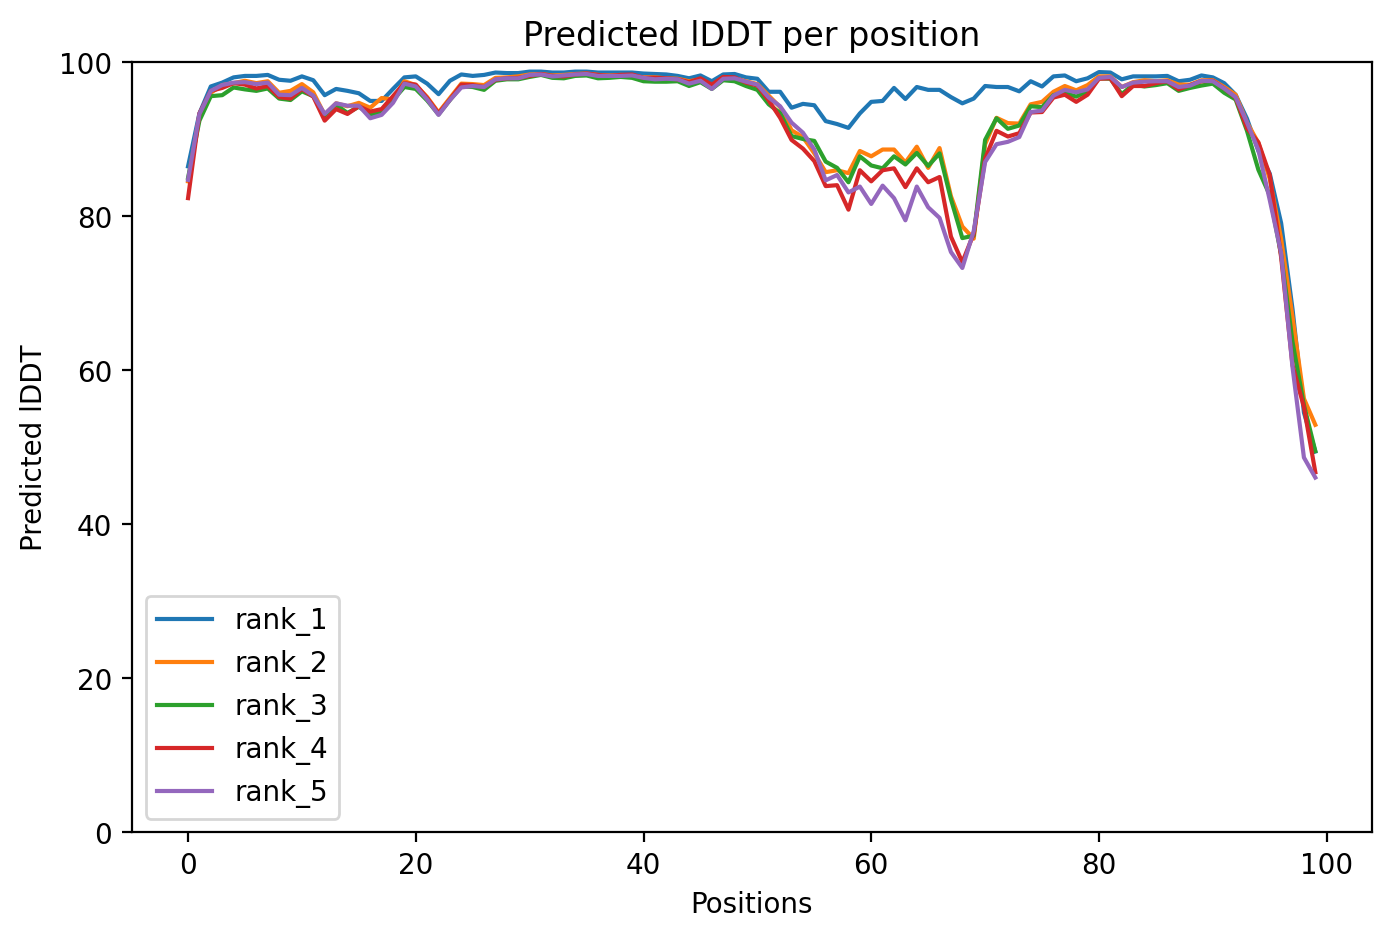 Predicted lDDT per position
100
80
60
40
20
0
Predicted lDDT
rank_1
rank_2
rank_3
rank_4
rank_5
0 20 40 60 80 100
Positions